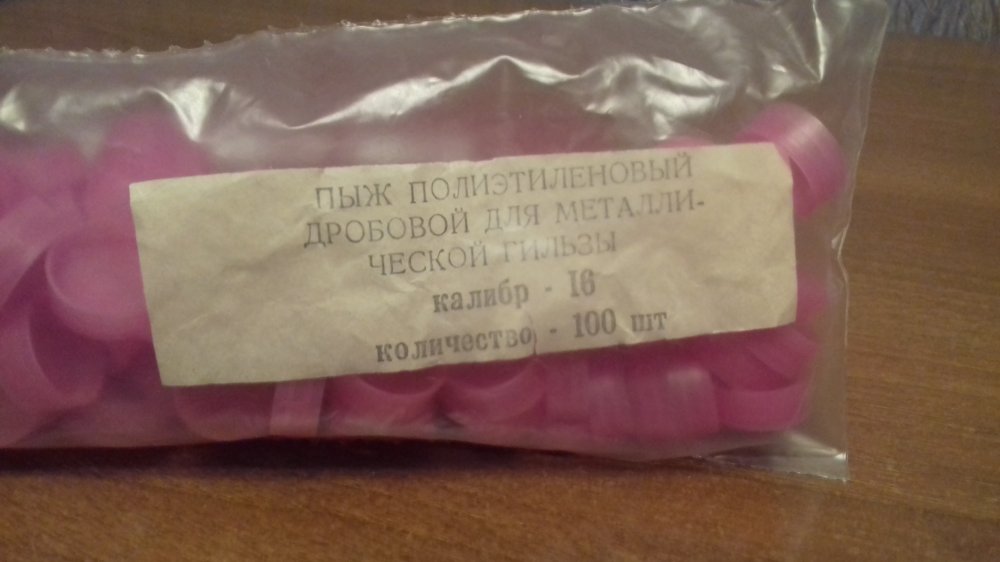 ПЫЖ ПОЛИЭТИЛЕНОВЫЙ
ДРОБОВОЙ ДЛЯ МЕТАЛЛИ-
ЧЕСКОЙ ГИЛЬЗЫ
калибр - 16
количество - 100 шт